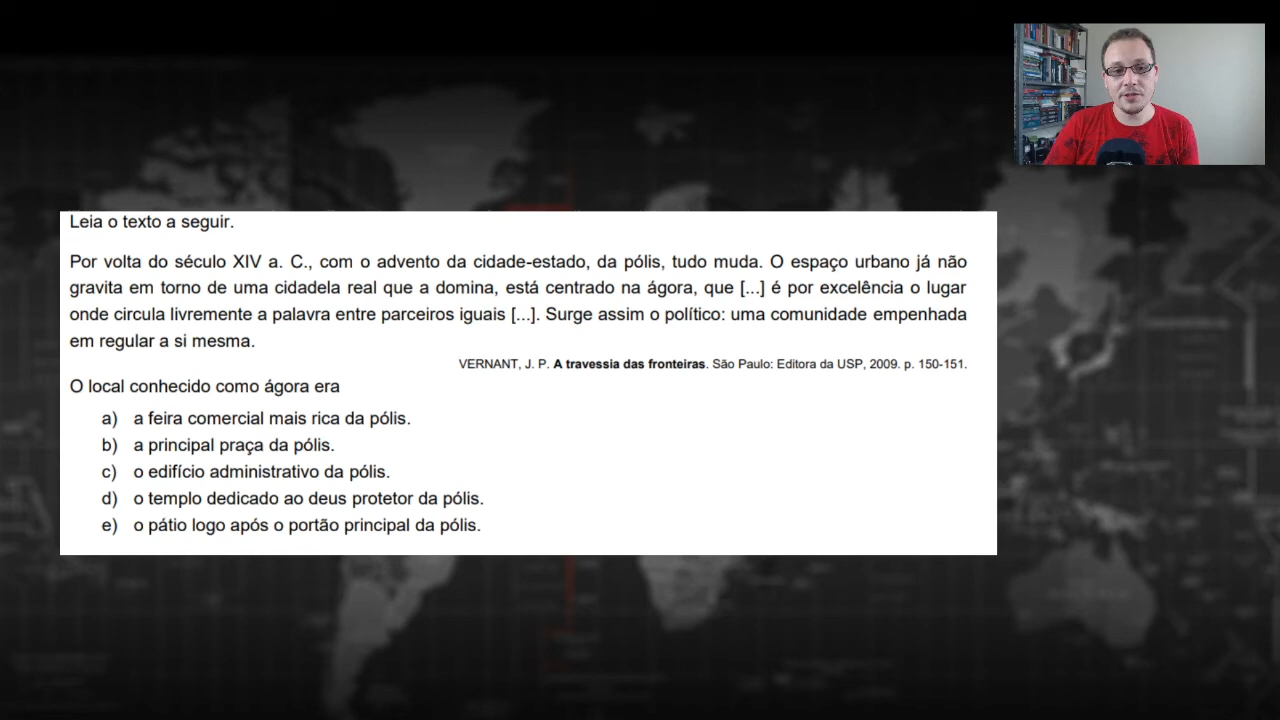 Leia o texto a seguir.
Por volta do século XIV a. C., com o advento da cidade-estado, da pólis, tudo muda. O espaço urbano já não
gravita em torno de uma cidadela real que a domina, está centrado na ágora, que [...] é por excelência o lugar
onde circula livremente a palavra entre parceiros iguais [...]. Surge assim o político: uma comunidade empenhada
em regular a si mesma.
VERNANT, J. P. A travessia das fronteiras. São Paulo: Editora da USP, 2009. p. 150-151.
O local conhecido como ágora era
a) a feira comercial mais rica da pólis.
b) a principal praça da pólis.
c) o edifício administrativo da pólis.
d) o templo dedicado ao deus protetor da pólis.
e) o pátio logo após o portão principal da pólis.